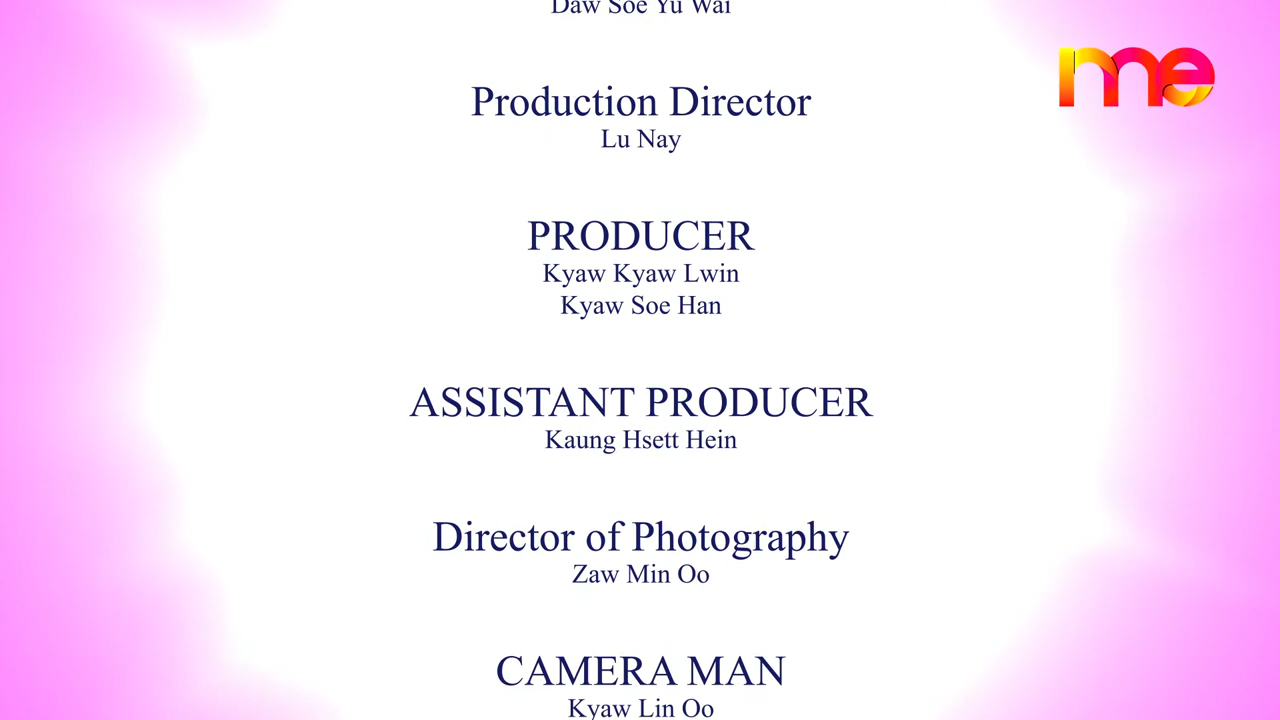 Daw Soe Yu Wai
me
Production Director
Lu Nay
PRODUCER
Kyaw Kyaw Lwin
Kyaw Soe Han
ASSISTANT PRODUCER
Kaung Hsett Hein
Director of Photography
Zaw Min Oo
CAMERA MAN
Kyaw Lin Oo